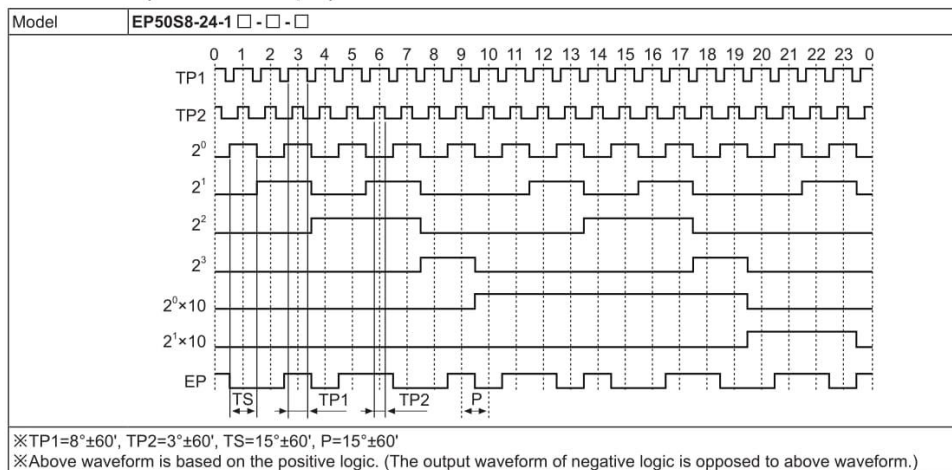 Model EP50S8-24-1 □ - □ - □
0 1 2 3 4 5 6 7 8 9 10 11 12 13 14 15 16 17 18 19 20 21 22 23 0
TP1
TP2
2⁰
2¹
2²
2³
2⁰×10
2¹×10
EP
TS TP1 TP2 P
※TP1=8°±60', TP2=3°±60', TS=15°±60', P=15°±60'
※Above waveform is based on the positive logic. (The output waveform of negative logic is opposed to above waveform.)